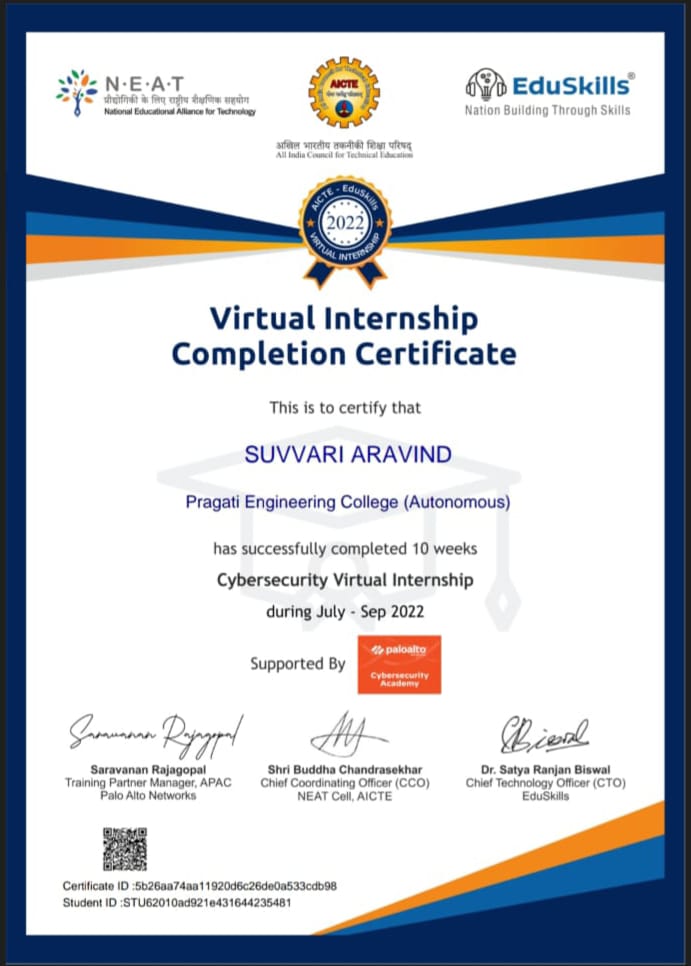 N·E·A·T
प्रौद्योगिकी के लिए राष्ट्रीय शैक्षणिक सहयोग
National Educational Alliance for Technology
AICTE
अखिल भारतीय तकनीकी शिक्षा परिषद्
All India Council for Technical Education
EduSkills®
Nation Building Through Skills
AICTE - EduSkills
2022
VIRTUAL INTERNSHIP
Virtual Internship
Completion Certificate
This is to certify that
SUVVARI ARAVIND
Pragati Engineering College (Autonomous)
has successfully completed 10 weeks
Cybersecurity Virtual Internship
during July - Sep 2022
Supported By
paloalto
Cybersecurity
Academy
Saravanan Rajagopal
Saravanan Rajagopal
Training Partner Manager, APAC
Palo Alto Networks
Shri Buddha Chandrasekhar
Chief Coordinating Officer (CCO)
NEAT Cell, AICTE
SBiswal
Dr. Satya Ranjan Biswal
Chief Technology Officer (CTO)
EduSkills
Certificate ID :5b26aa74aa11920d6c26de0a533cdb98
Student ID :STU62010ad921e431644235481